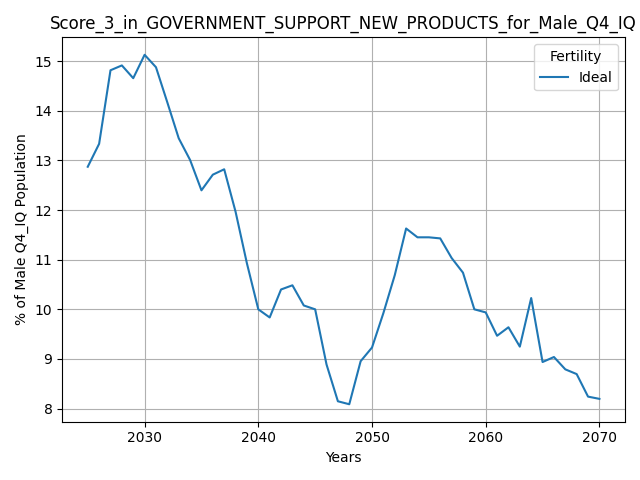 Score_3_in_GOVERNMENT_SUPPORT_NEW_PRODUCTS_for_Male_Q4_IQ
Fertility
Ideal
% of Male Q4_IQ Population
15
14
13
12
11
10
9
8
2030 2040 2050 2060 2070
Years